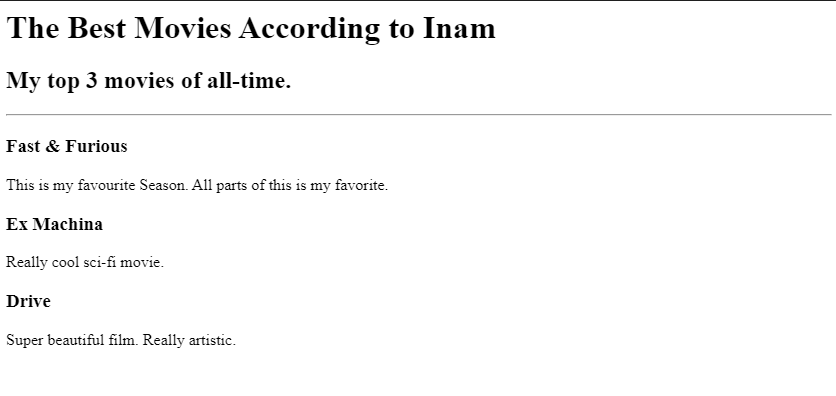 The Best Movies According to Inam
My top 3 movies of all-time.
Fast & Furious
This is my favourite Season. All parts of this is my favorite.
Ex Machina
Really cool sci-fi movie.
Drive
Super beautiful film. Really artistic.